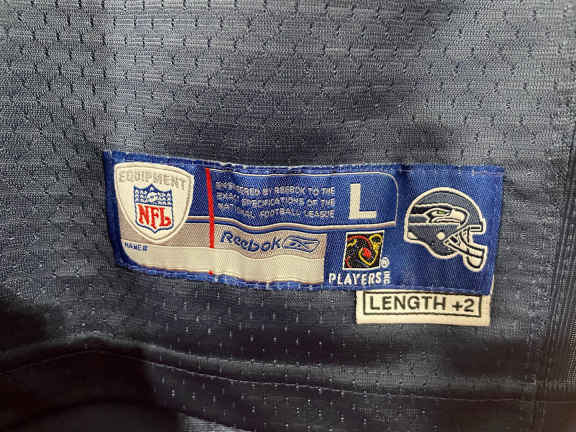 EQUIPMENT
NFL
NAME#
ENGINEERED BY REEBOK TO THE
EXACT SPECIFICATIONS OF THE
NATIONAL FOOTBALL LEAGUE
L
Reebok
PLAYERS INC
®
LENGTH +2